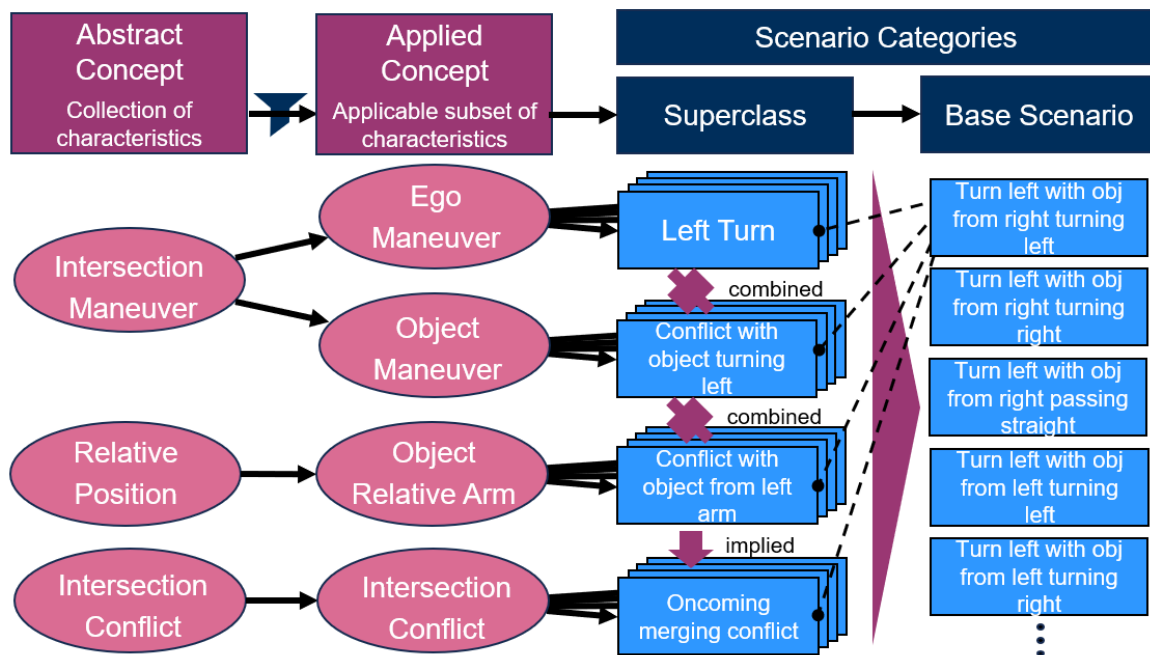 Abstract
Concept
Collection of
characteristics
Applied
Concept
Applicable subset of
characteristics
Scenario Categories
Superclass
Base Scenario
Intersection
Maneuver
Ego
Maneuver
Left Turn
combined
Object
Maneuver
Conflict with
object turning
left
combined
Relative
Position
Object
Relative Arm
Conflict with
object from left
arm
implied
Intersection
Conflict
Intersection
Conflict
Oncoming
merging conflict
Turn left with obj
from right turning
left
Turn left with obj
from right turning
right
Turn left with obj
from right passing
straight
Turn left with obj
from left turning
left
Turn left with obj
from left turning
right